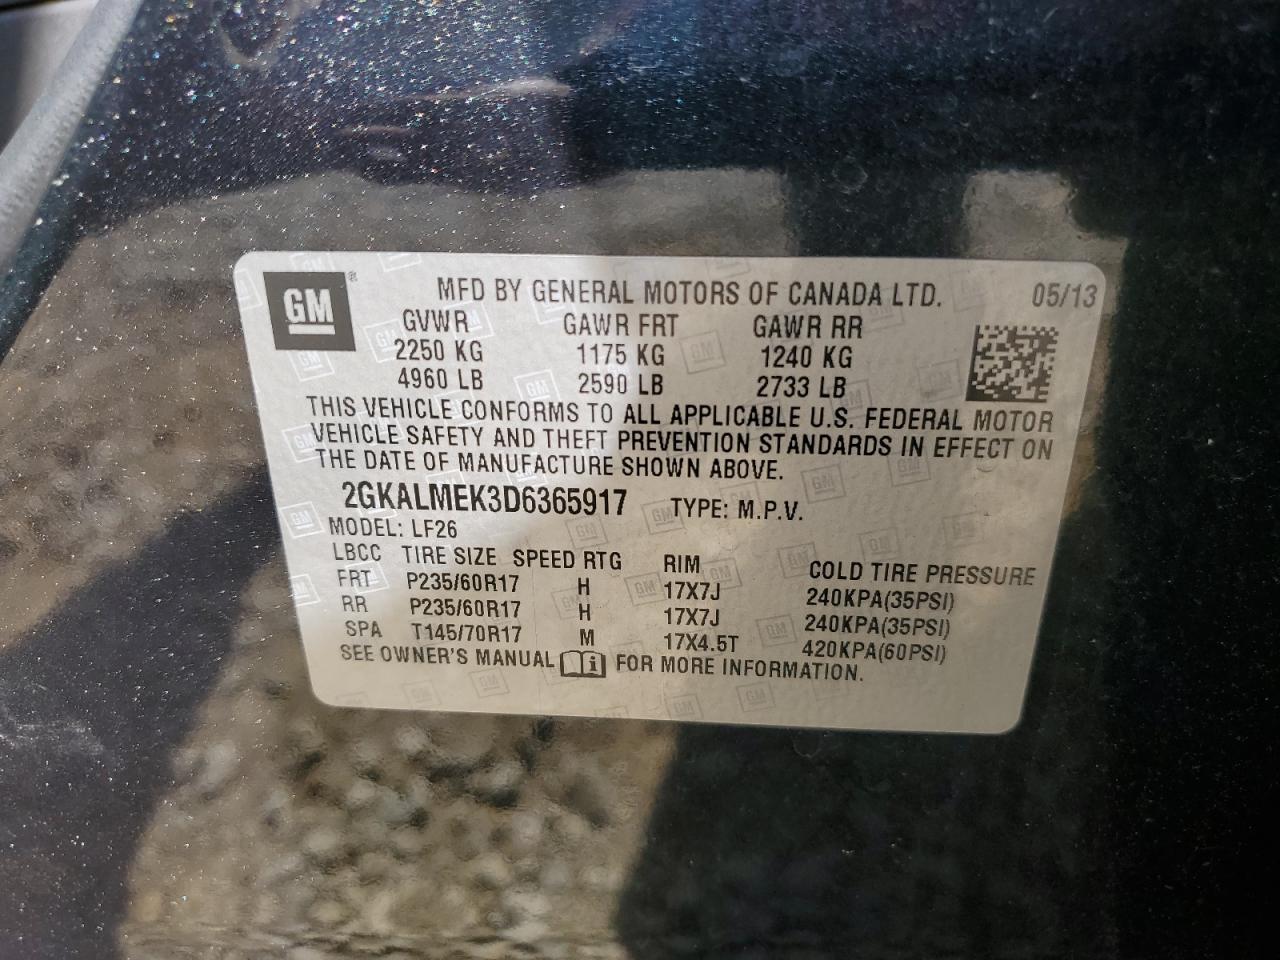 GM ® MFD BY GENERAL MOTORS OF CANADA LTD. 05/13
GVWR GAWR FRT GAWR RR
2250 KG 1175 KG 1240 KG
4960 LB 2590 LB 2733 LB
THIS VEHICLE CONFORMS TO ALL APPLICABLE U.S. FEDERAL MOTOR
VEHICLE SAFETY AND THEFT PREVENTION STANDARDS IN EFFECT ON
THE DATE OF MANUFACTURE SHOWN ABOVE.
2GKALMEK3D6365917 TYPE: M.P.V.
MODEL: LF26
LBCC TIRE SIZE SPEED RTG RIM COLD TIRE PRESSURE
FRT P235/60R17 H 17X7J 240KPA(35PSI)
RR P235/60R17 H 17X7J 240KPA(35PSI)
SPA T145/70R17 M 17X4.5T 420KPA(60PSI)
SEE OWNER'S MANUAL i FOR MORE INFORMATION.